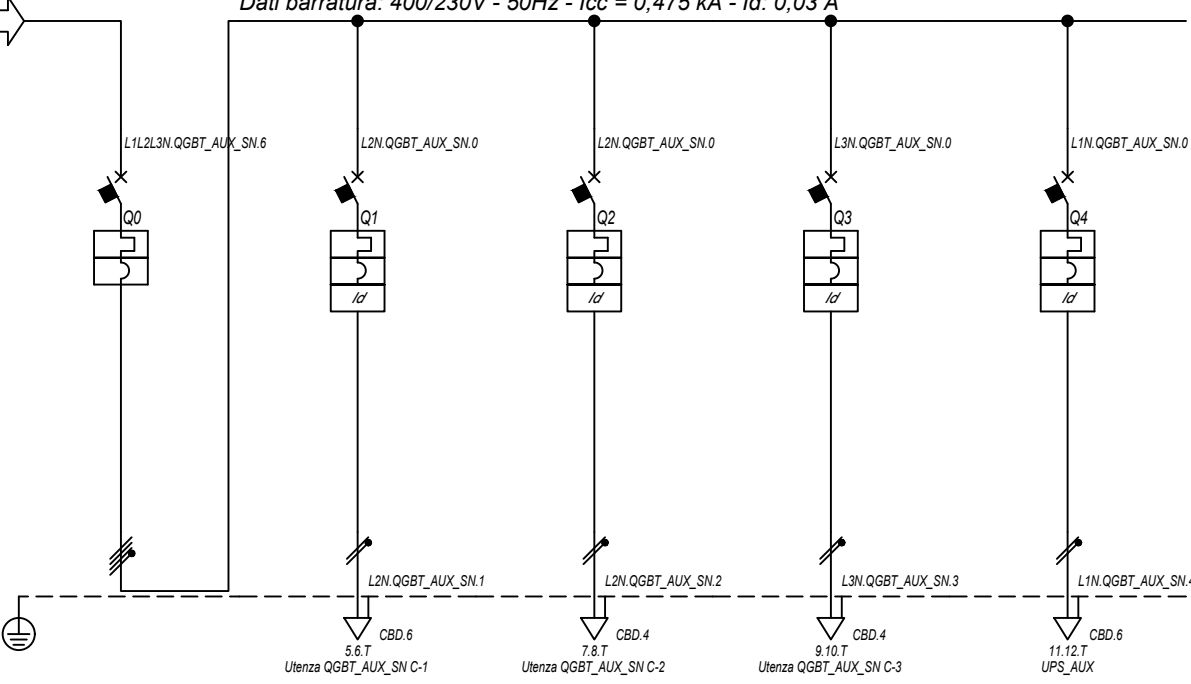 Dati barratura: 400/230V - 50Hz - Icc = 0,475 kA - Id: 0,03 A
L1L2L3N.QGBT_AUX_SN.6
L2N.QGBT_AUX_SN.0
L2N.QGBT_AUX_SN.0
L3N.QGBT_AUX_SN.0
L1N.QGBT_AUX_SN.0
Q0
Q1
Q2
Q3
Q4
Id
Id
Id
Id
L2N.QGBT_AUX_SN.1
L2N.QGBT_AUX_SN.2
L3N.QGBT_AUX_SN.3
L1N.QGBT_AUX_SN.4
CBD.6
CBD.4
CBD.4
CBD.6
5.6.T
7.8.T
9.10.T
11.12.T
Utenza QGBT_AUX_SN C-1
Utenza QGBT_AUX_SN C-2
Utenza QGBT_AUX_SN C-3
UPS_AUX